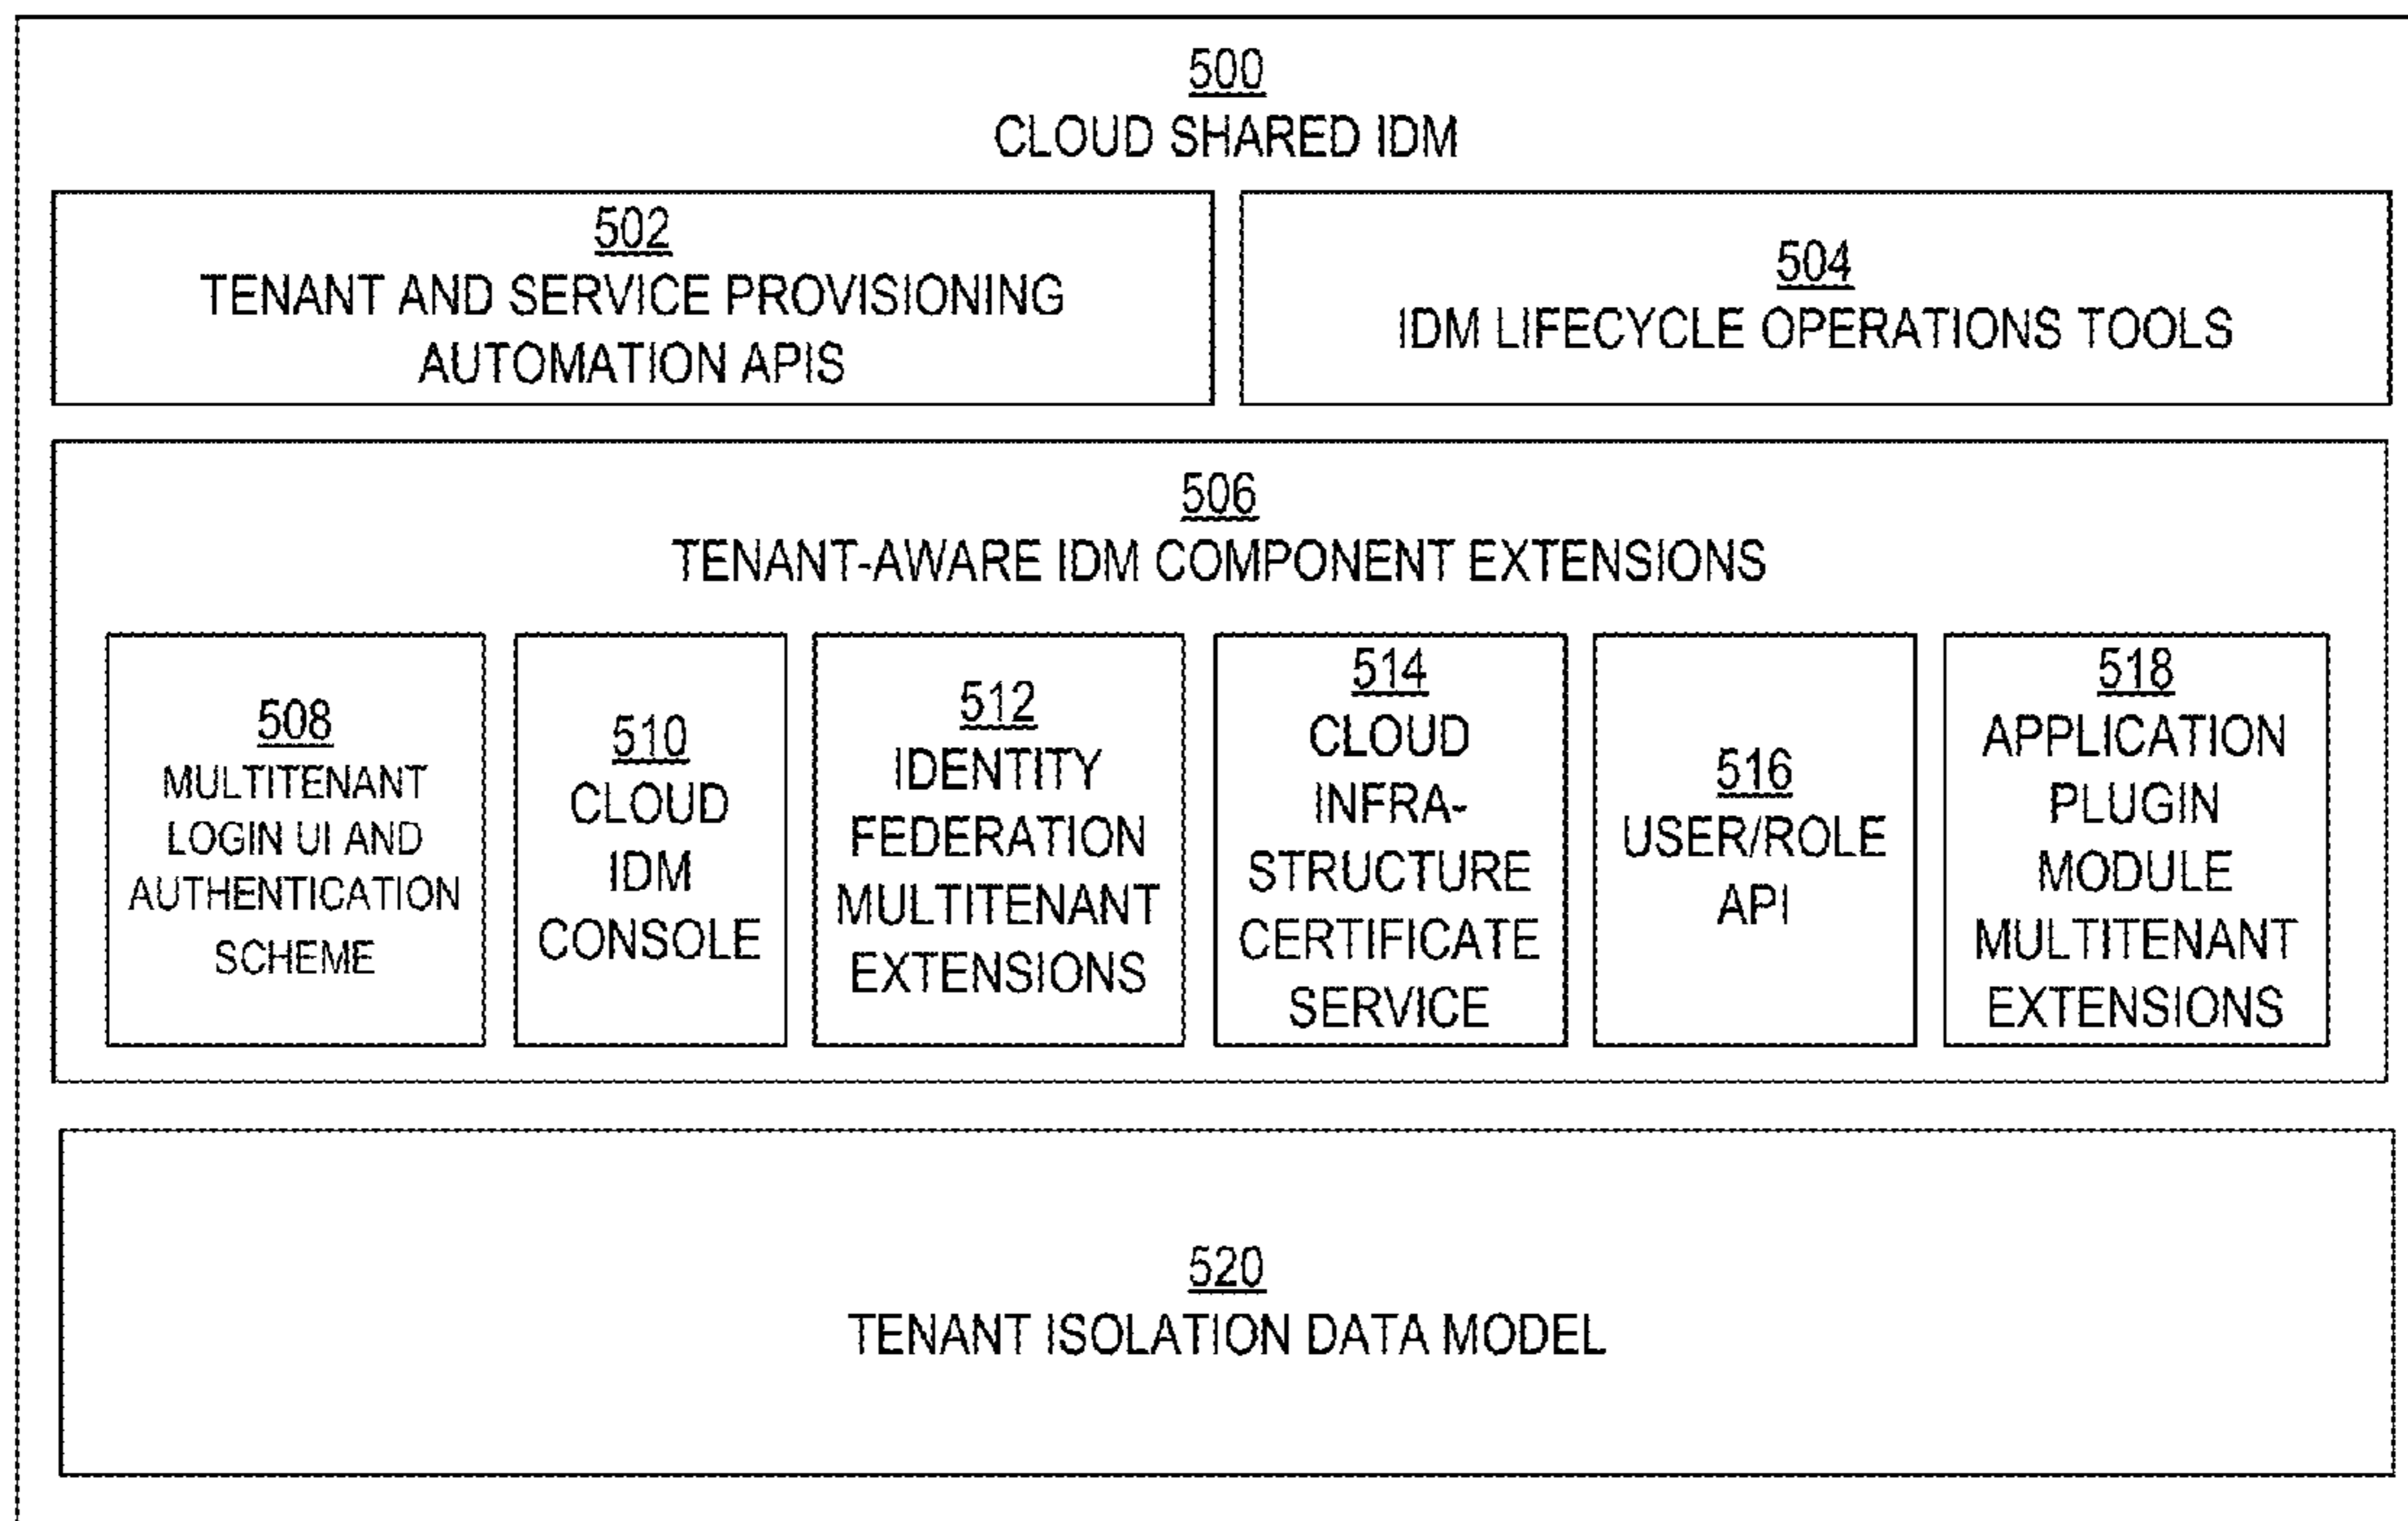 500
CLOUD SHARED IDM
502
TENANT AND SERVICE PROVISIONING
AUTOMATION APIS
504
IDM LIFECYCLE OPERATIONS TOOLS
506
TENANT-AWARE IDM COMPONENT EXTENSIONS
508
MULTITENANT
LOGIN UI AND
AUTHENTICATION
SCHEME
510
CLOUD
IDM
CONSOLE
512
IDENTITY
FEDERATION
MULTITENANT
EXTENSIONS
514
CLOUD
INFRA-
STRUCTURE
CERTIFICATE
SERVICE
516
USER/ROLE
API
518
APPLICATION
PLUGIN
MODULE
MULTITENANT
EXTENSIONS
520
TENANT ISOLATION DATA MODEL